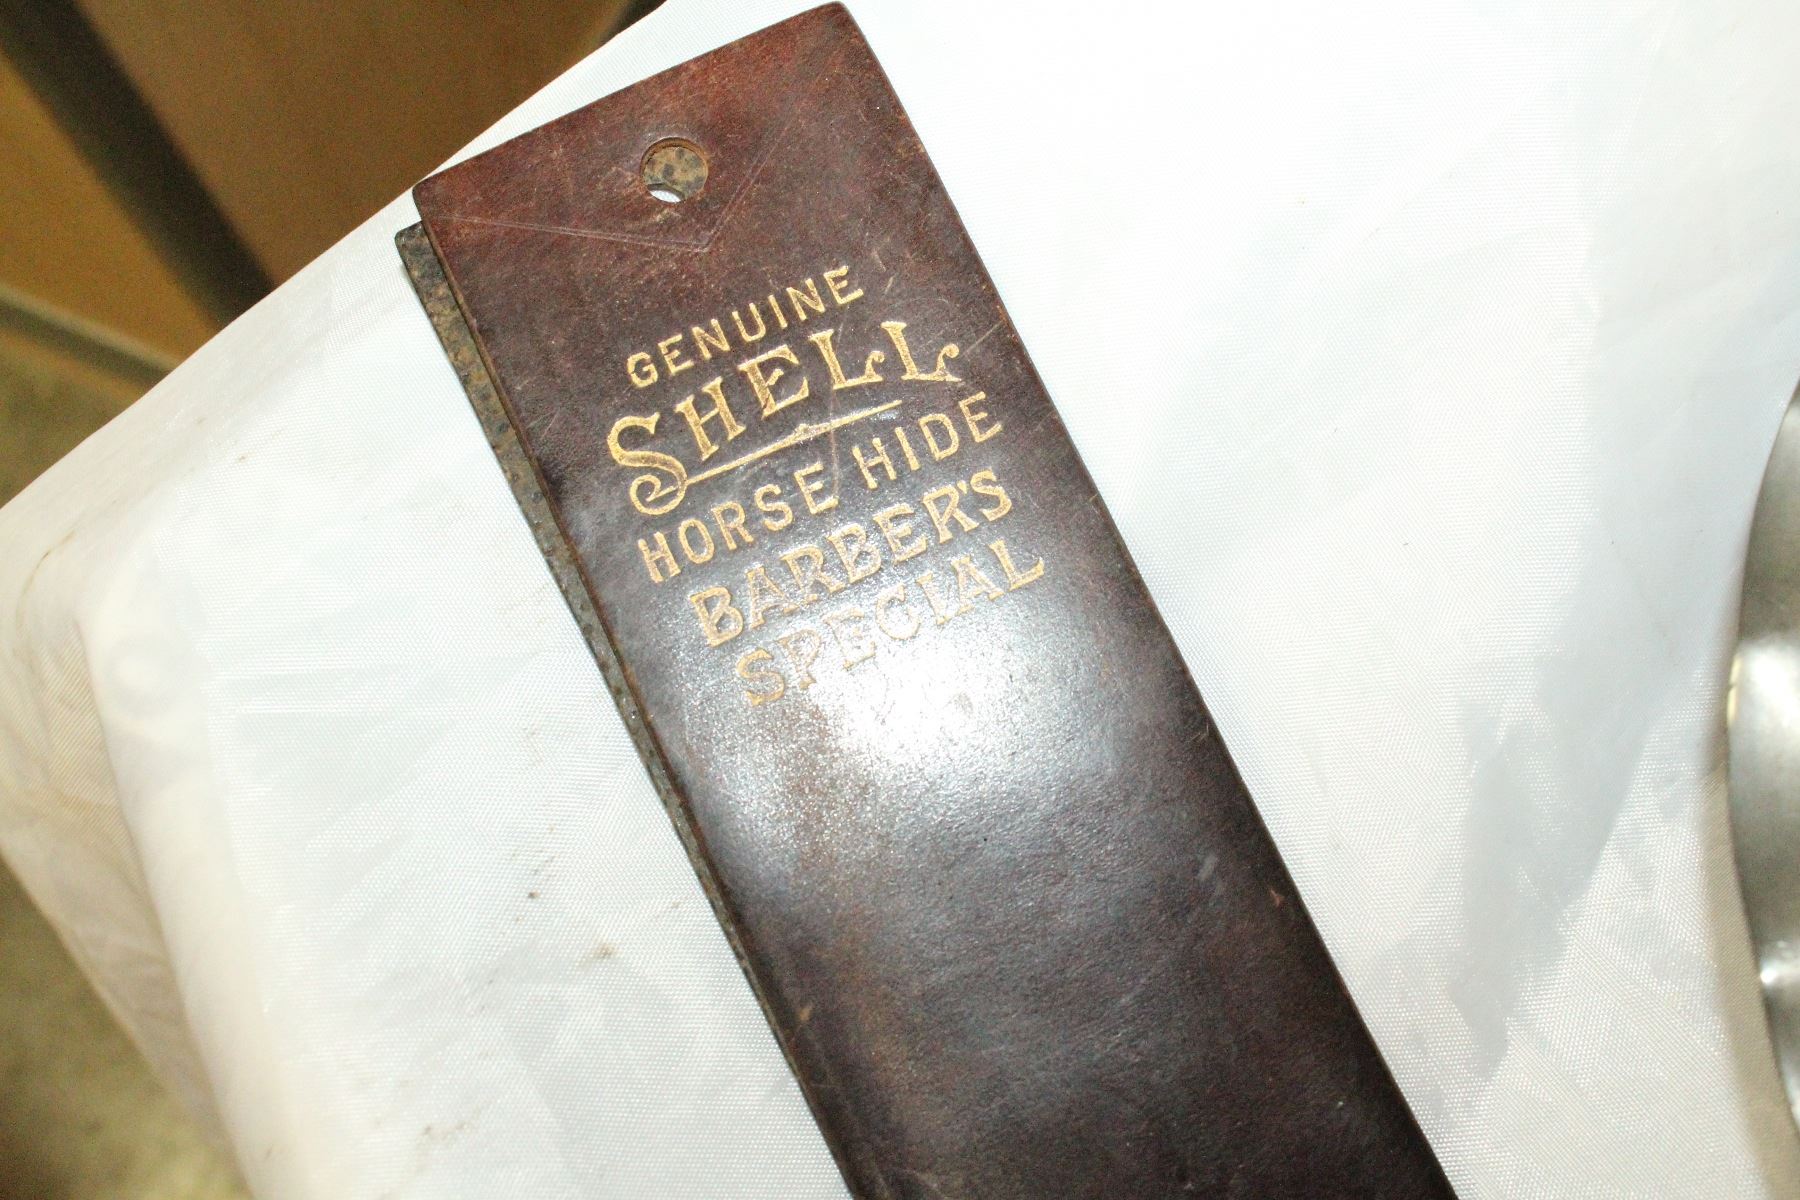 GENUINE
SHELL
HORSE HIDE
BARBER'S
SPECIAL